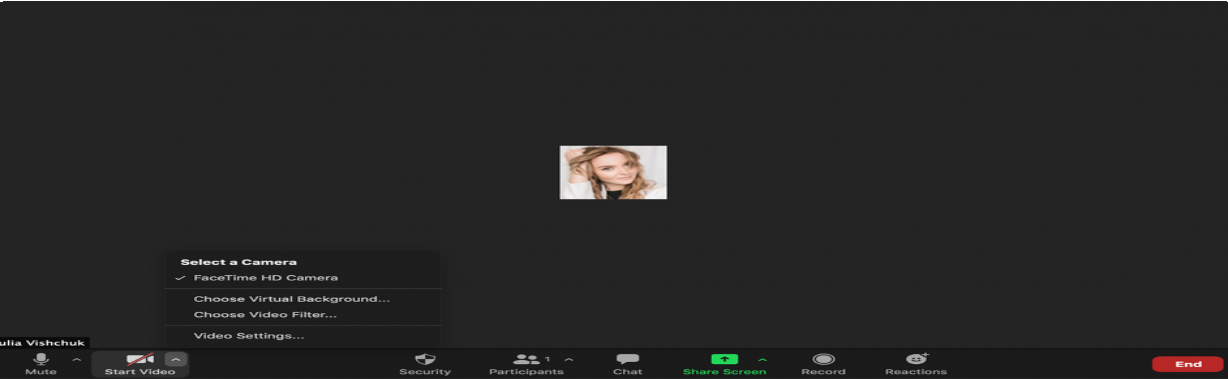 Select a Camera
✓ FaceTime HD Camera
Choose Virtual Background...
Choose Video Filter...
Video Settings...
ulia Vishchuk
Mute
Start Video
Security
Participants 1
Chat
Share Screen
Record
Reactions
End